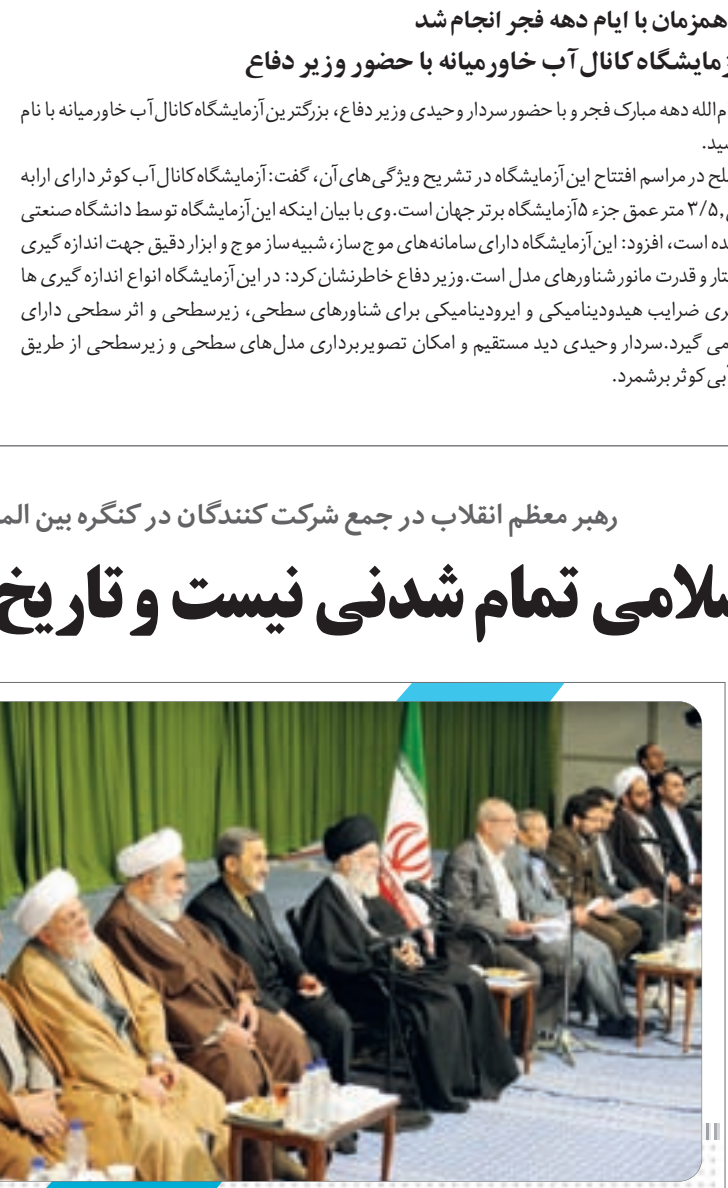 همزمان با ایام دهه فجر انجام شد
مایشگاه کانال آب خاورمیانه با حضور وزیر دفاع
م‌الله دهه مبارک فجر و با حضور سردار وحیدی وزیر دفاع، بزرگترین آزمایشگاه کانال آب خاورمیانه با نام
ید.
لح در مراسم افتتاح این آزمایشگاه در تشریح ویژگی‌های آن، گفت: آزمایشگاه کانال آب کوثر دارای ارابه
۳/۵ متر عمق جزء ۵آزمایشگاه برتر جهان است.وی با بیان اینکه این آزمایشگاه توسط دانشگاه صنعتی
ده است، افزود: این آزمایشگاه دارای سامانه‌های موج‌ساز، شبیه‌ساز موج و ابزار دقیق جهت اندازه گیری
تار و قدرت مانور شناورهای مدل است.وزیر دفاع خاطرنشان کرد: در این آزمایشگاه انواع اندازه گیری ها
ری ضرایب هیدودینامیکی و ایرودینامیکی برای شناورهای سطحی، زیرسطحی و اثر سطحی دارای
می گیرد.سردار وحیدی دید مستقیم و امکان تصویربرداری مدل‌های سطحی و زیرسطحی از طریق
بی کوثر برشمرد.
رهبر معظم انقلاب در جمع شرکت کنندگان در کنگره بین الم
سلامی تمام شدنی نیست و تاریخ